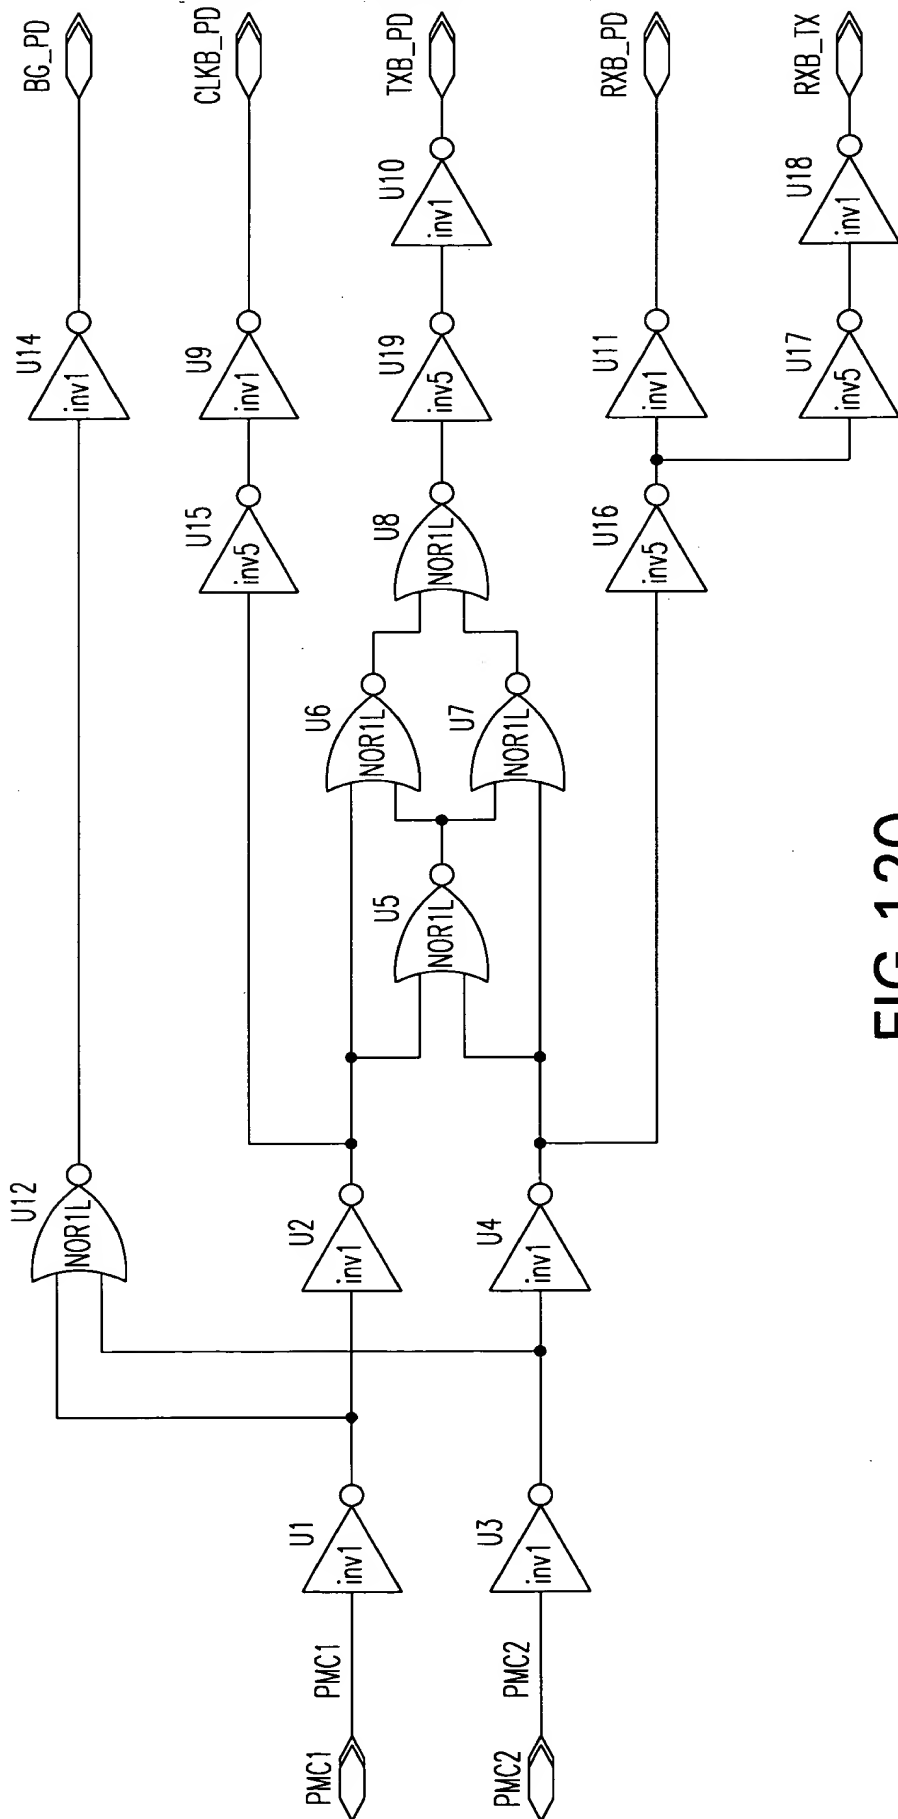 BG_PD
U14
inv1
U12
NOR1L
CLKB_PD
U9
inv1
U15
inv5
TXB_PD
U10
inv1
U19
inv5
U8
NOR1L
U6
NOR1L
U7
NOR1L
U5
NOR1L
U2
inv1
U4
inv1
U1
inv1
U3
inv1
PMC1
PMC1
PMC2
PMC2
RXB_PD
U11
inv1
U16
inv5
RXB_TX
U18
inv1
U17
inv5
FIG